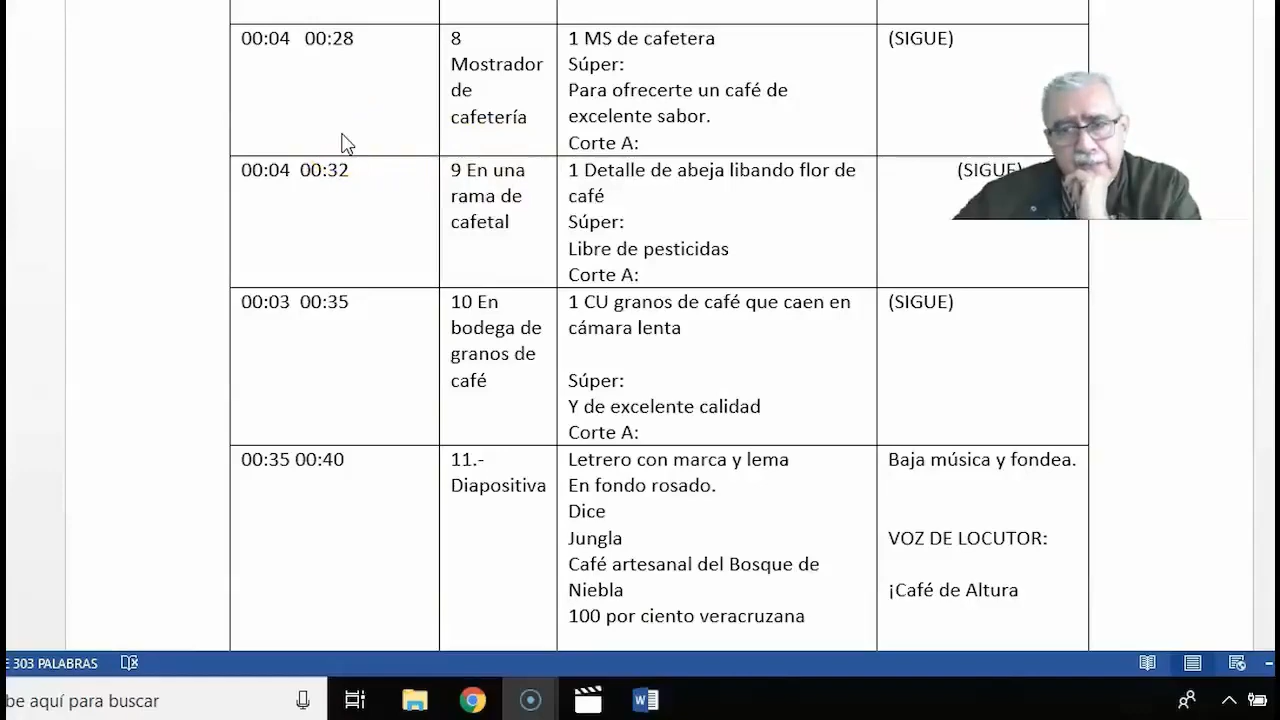 00:04 00:28
8
Mostrador
de
cafetería
1 MS de cafetera
Súper:
Para ofrecerte un café de
excelente sabor.
Corte A:
(SIGUE)
00:04 00:32
9 En una
rama de
cafetal
1 Detalle de abeja libando flor de
café
Súper:
Libre de pesticidas
Corte A:
(SIGUE)
00:03 00:35
10 En
bodega de
granos de
café
1 CU granos de café que caen en
cámara lenta
Súper:
Y de excelente calidad
Corte A:
(SIGUE)
00:35 00:40
11.-
Diapositiva
Letrero con marca y lema
En fondo rosado.
Dice
Jungla
Café artesanal del Bosque de
Niebla
100 por ciento veracruzana
Baja música y fondea.
VOZ DE LOCUTOR:
¡Café de Altura
E 303 PALABRAS
be aquí para buscar